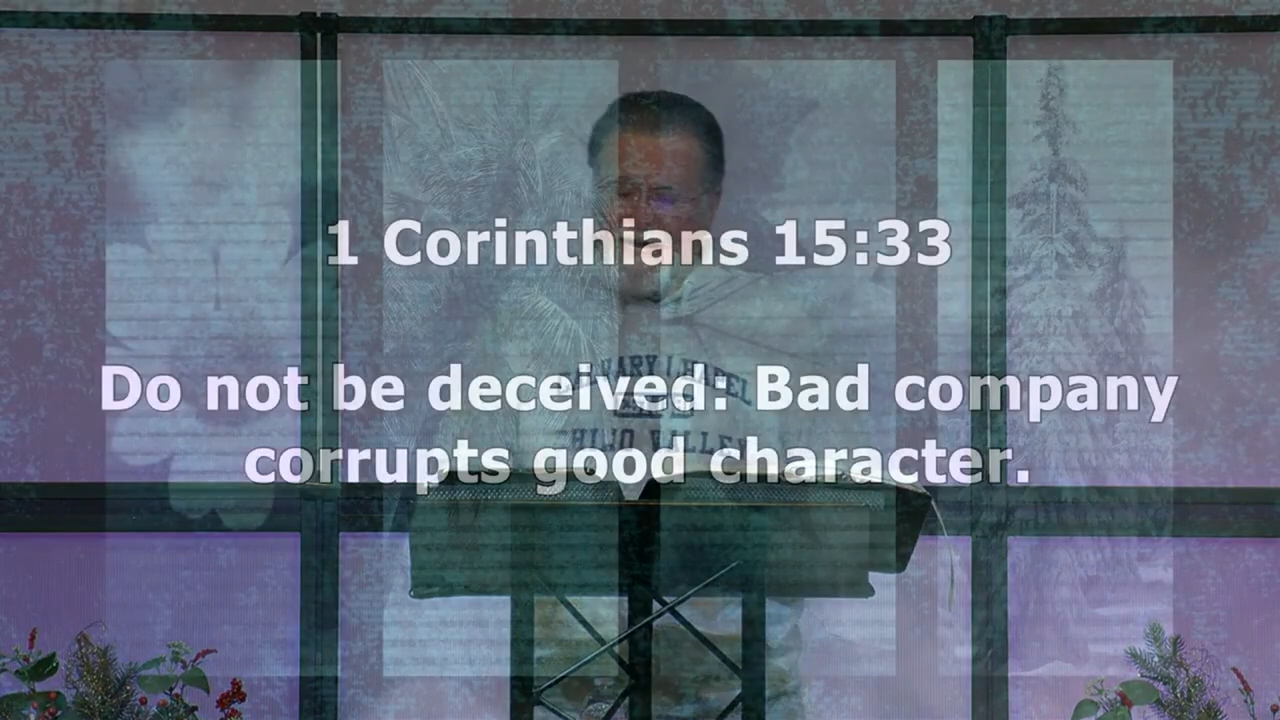 1 Corinthians 15:33
Do not be deceived: Bad company
corrupts good character.